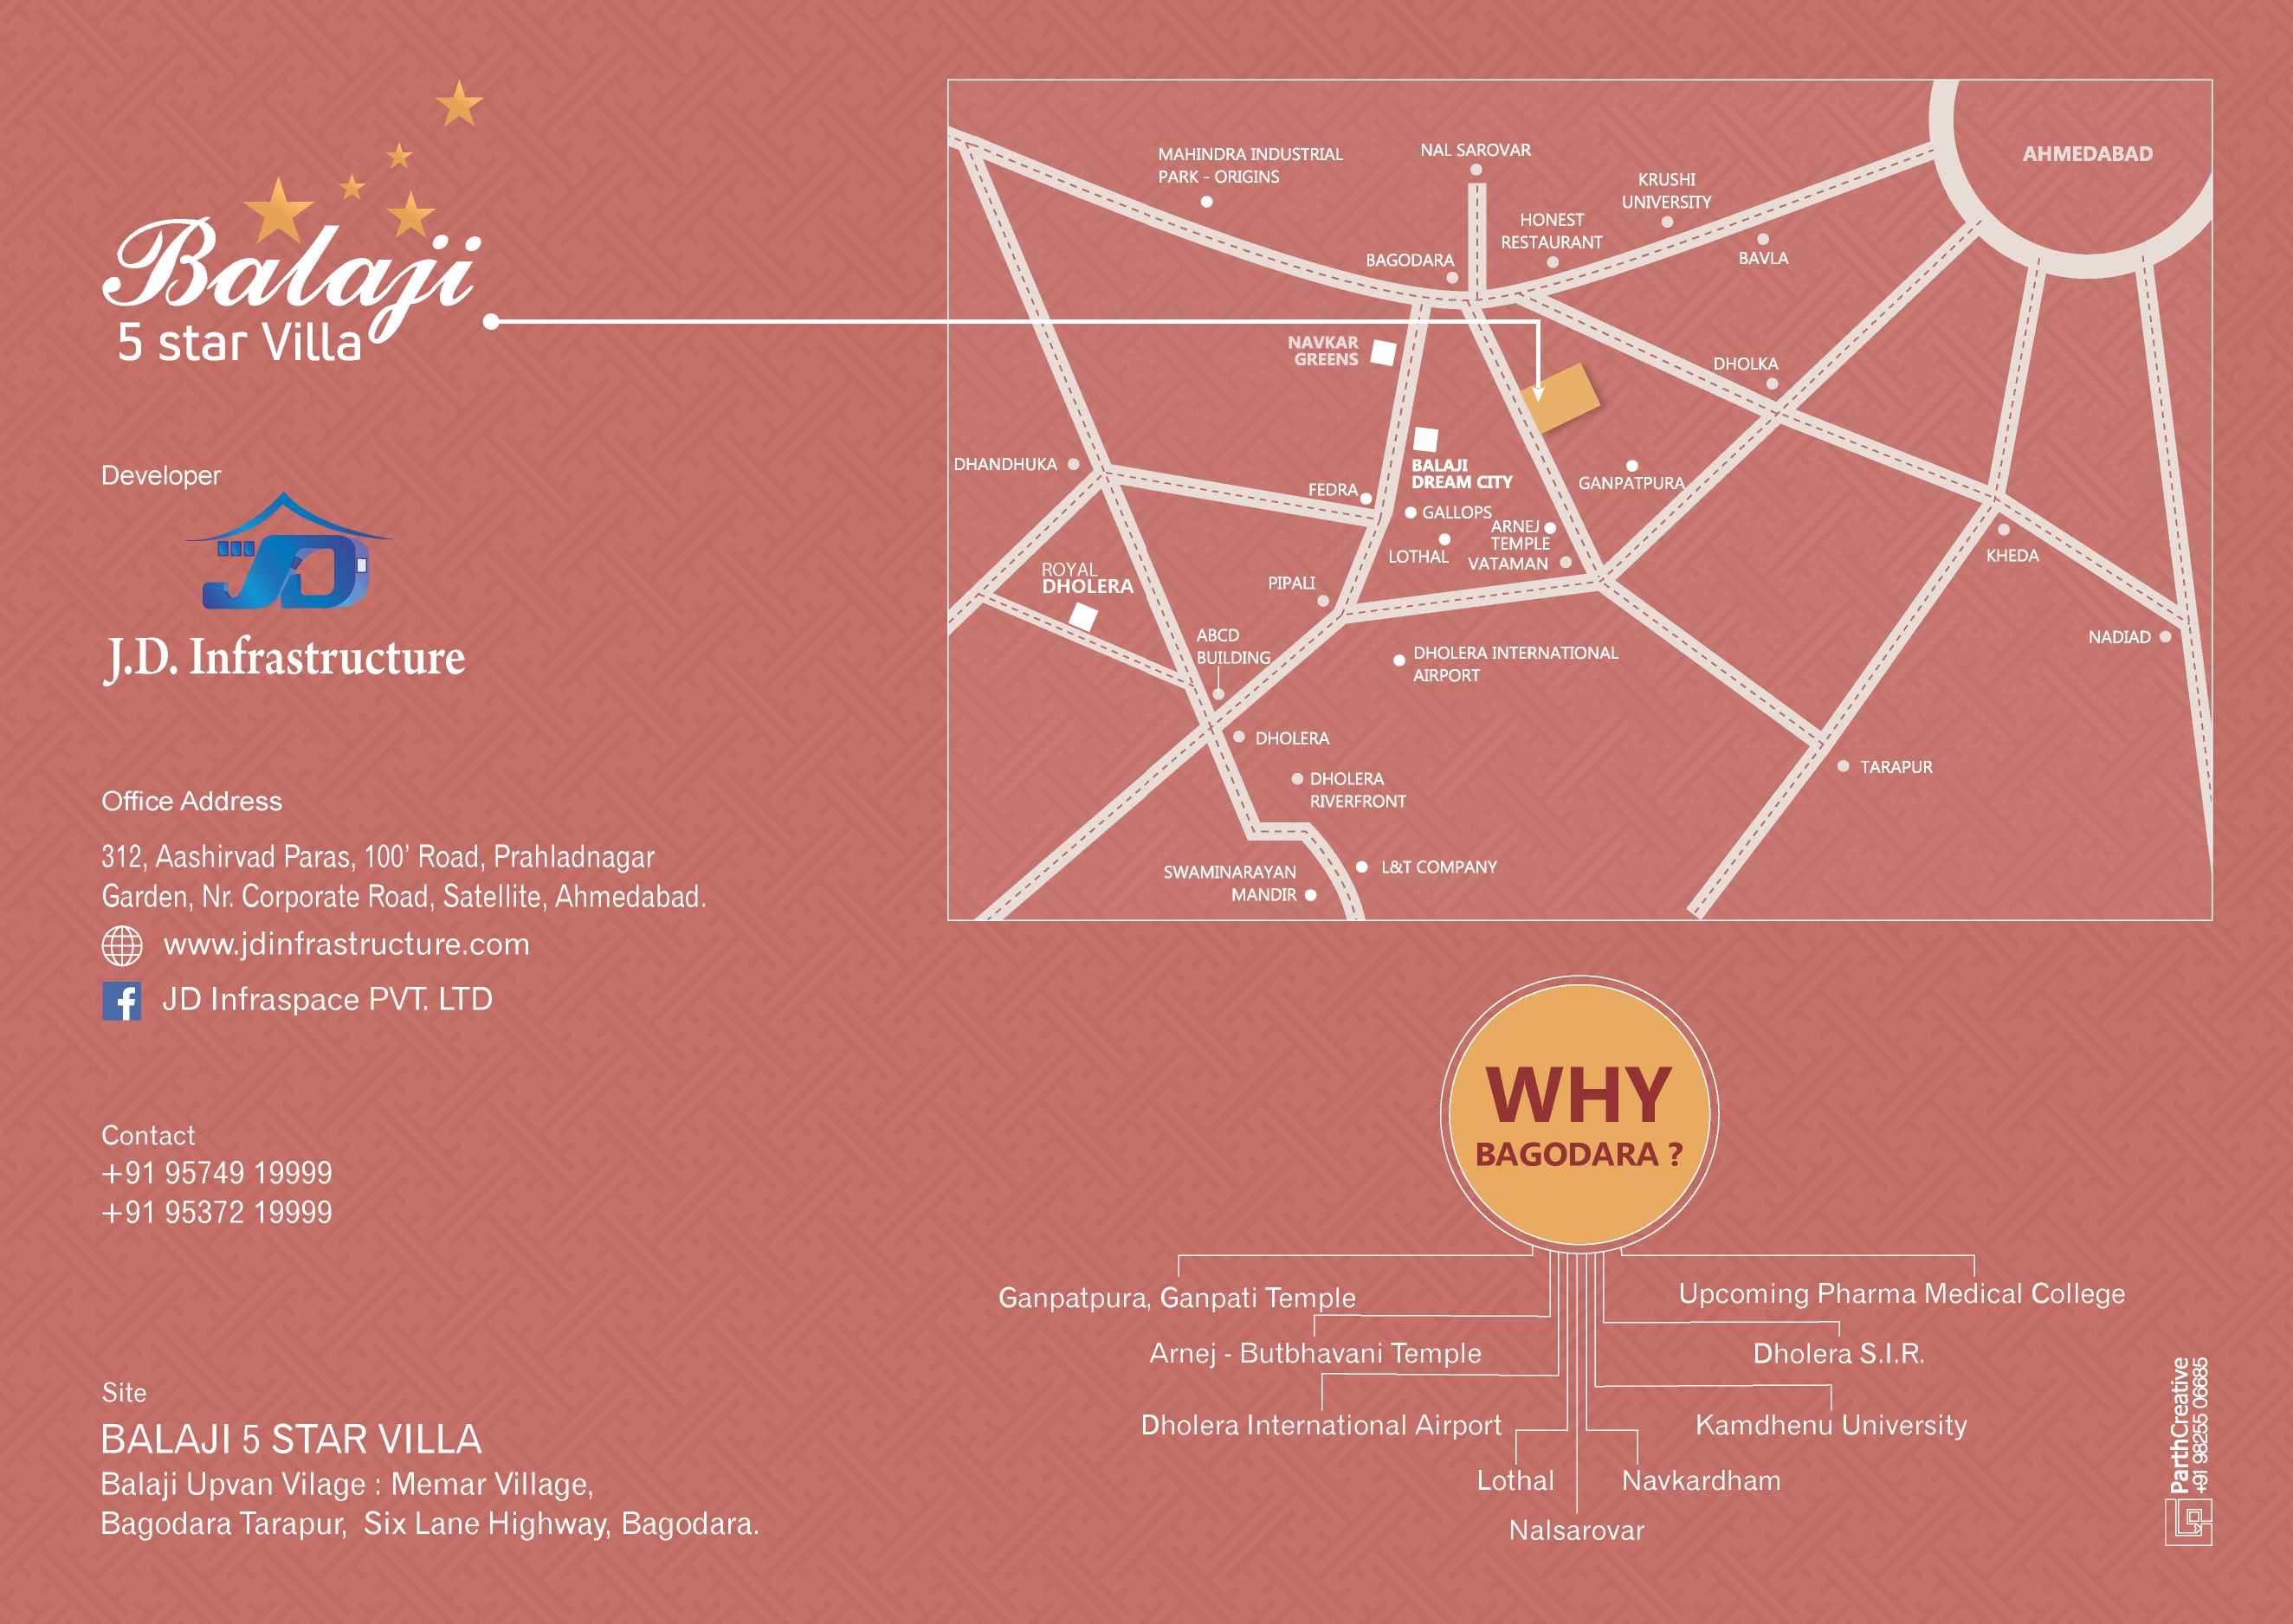 Balaji
5 star Villa
Developer
JD
J.D. Infrastructure
Office Address
312, Aashirvad Paras, 100’ Road, Prahladnagar
Garden, Nr. Corporate Road, Satellite, Ahmedabad.
www.jdinfrastructure.com
f JD Infraspace PVT. LTD
Contact
+91 95749 19999
+91 95372 19999
Site
BALAJI 5 STAR VILLA
Balaji Upvan Vilage : Memar Village,
Bagodara Tarapur, Six Lane Highway, Bagodara.
MAHINDRA INDUSTRIAL
PARK - ORIGINS
NAL SAROVAR
KRUSHI
UNIVERSITY
HONEST
RESTAURANT
BAGODARA
BAVLA
AHMEDABAD
NAVKAR
GREENS
DHOLKA
DHANDHUKA
BALAJI
DREAM CITY
GANPATPURA
FEDRA
GALLOPS
ARNEJ
TEMPLE
LOTHAL
VATAMAN
KHEDA
ROYAL
DHOLERA
PIPALI
ABCD
BUILDING
DHOLERA INTERNATIONAL
AIRPORT
NADIAD
DHOLERA
TARAPUR
DHOLERA
RIVERFRONT
SWAMINARAYAN
MANDIR
L&T COMPANY
WHY
BAGODARA ?
Ganpatpura, Ganpati Temple
Upcoming Pharma Medical College
Arnej - Butbhavani Temple
Dholera S.I.R.
Dholera International Airport
Kamdhenu University
Lothal
Navkardham
Nalsarovar
ParthCreative
+91 98255 06685